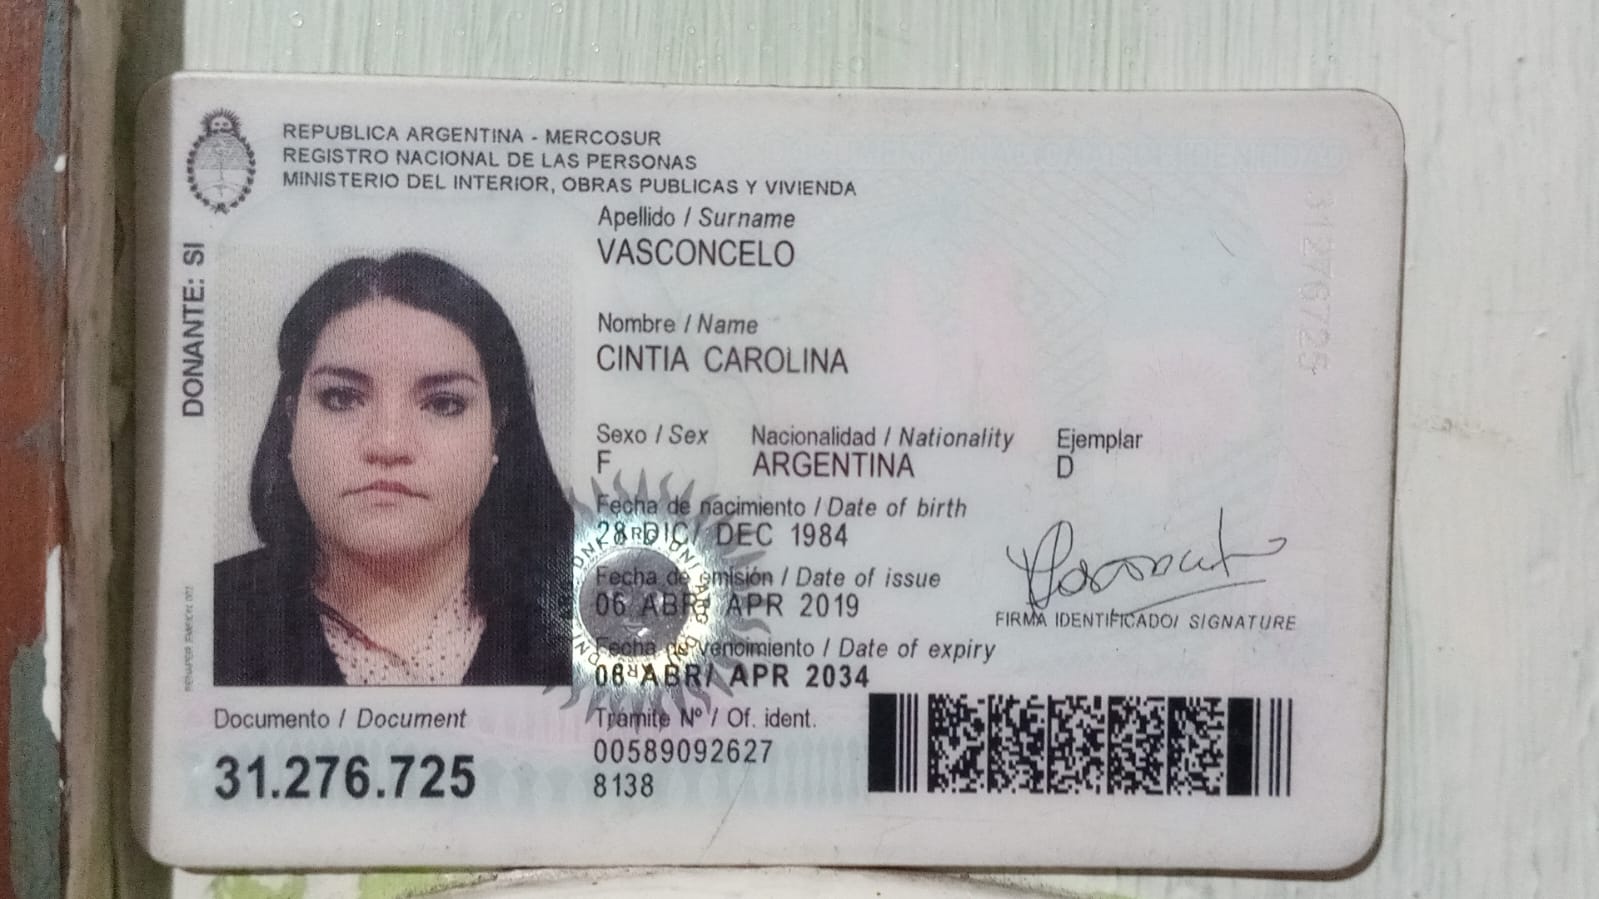 REPUBLICA ARGENTINA - MERCOSUR
REGISTRO NACIONAL DE LAS PERSONAS
MINISTERIO DEL INTERIOR, OBRAS PUBLICAS Y VIVIENDA
DONANTE: SI
Apellido / Surname
VASCONCELO
Nombre / Name
CINTIA CAROLINA
Sexo / Sex Nacionalidad / Nationality Ejemplar
F ARGENTINA D
Fecha de nacimiento / Date of birth
28 DIC/ DEC 1984
Fecha de emisión / Date of issue
06 ABR/ APR 2019
FIRMA IDENTIFICADO/ SIGNATURE
Fecha de vencimiento / Date of expiry
06 ABR/ APR 2034
Documento / Document
31.276.725
Tramite Nº / Of. ident.
00589092627
8138
31276725